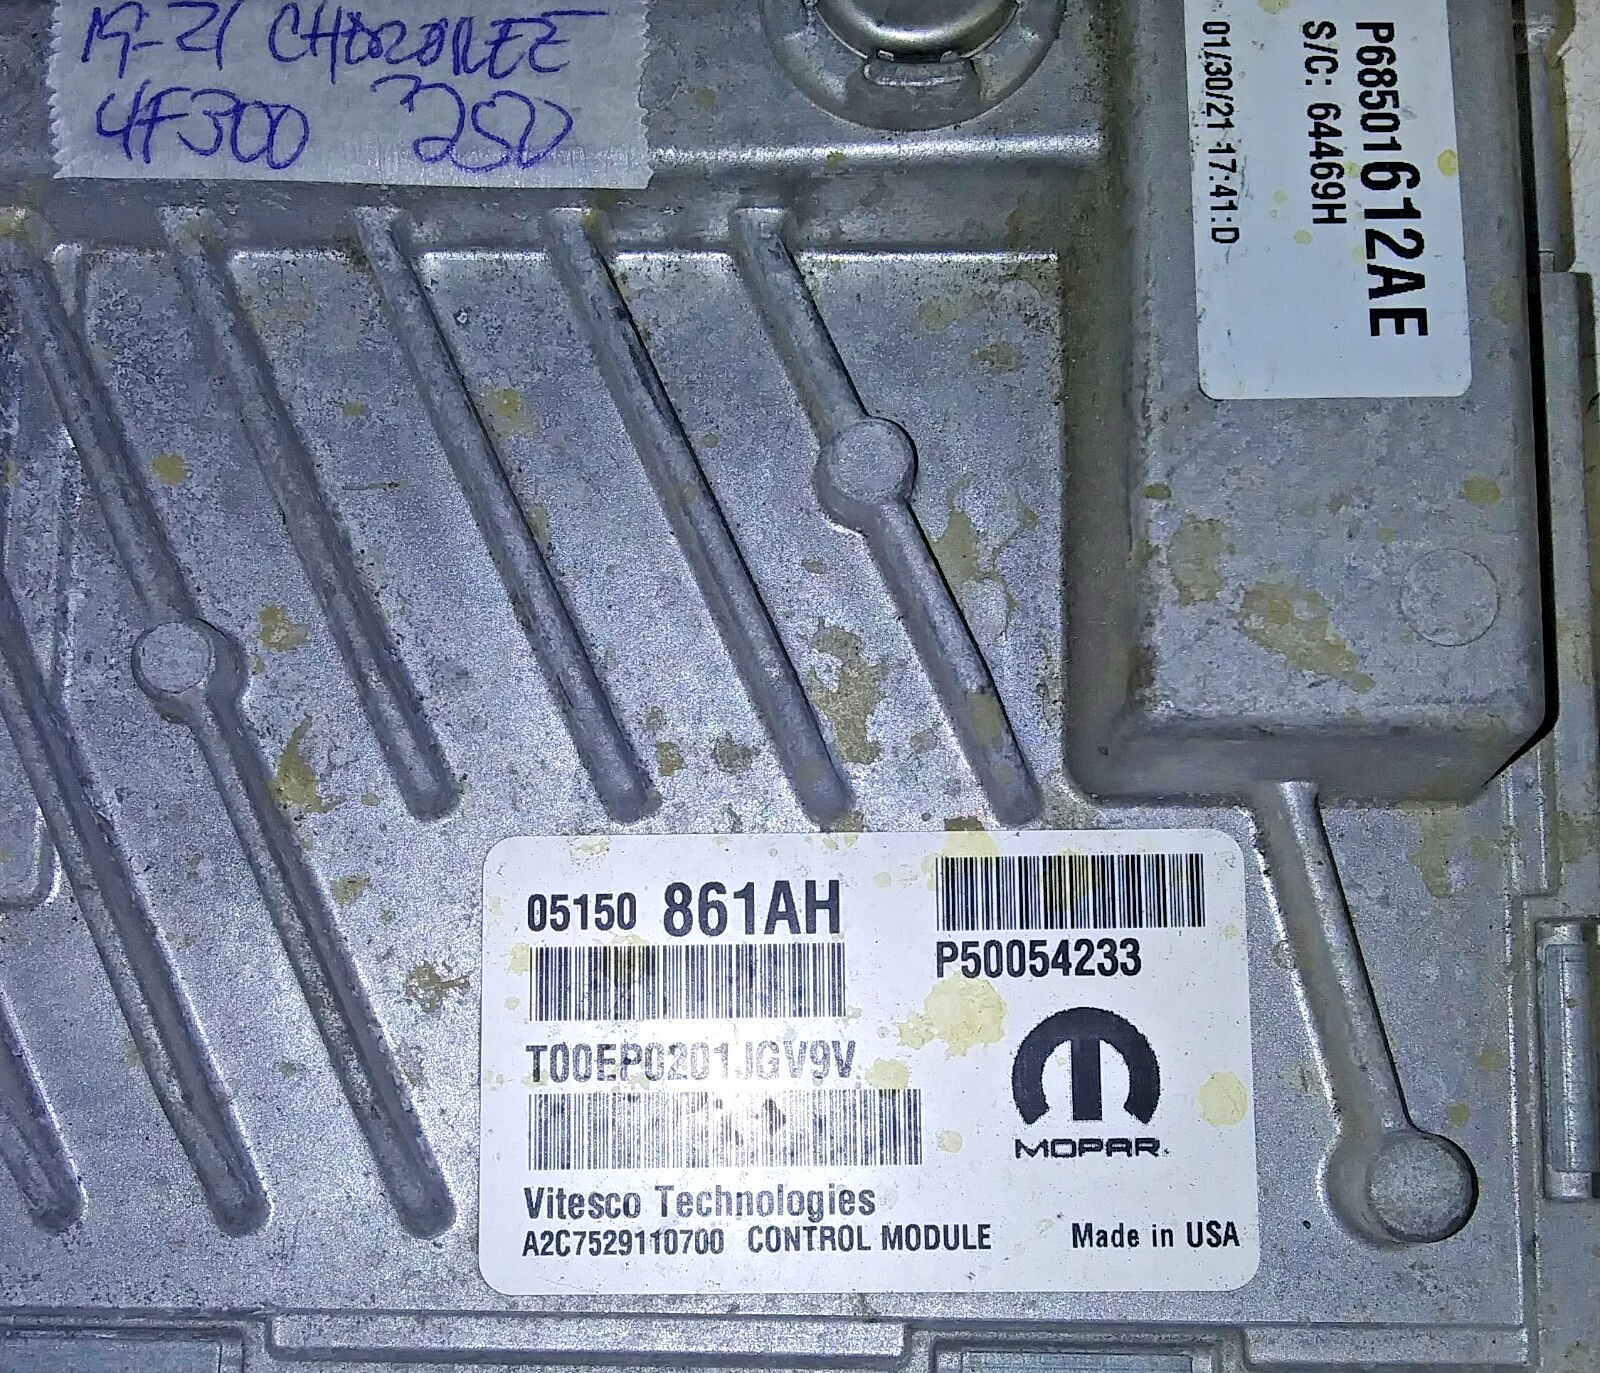 19-21 CHEROKEE
4F300 250
P68501612AE
S/C: 64469H
01/30/21 17:41:D
05150 861AH
P50054233
T00EP0201JGV9V
MOPAR
Vitesco Technologies
A2C7529110700 CONTROL MODULE Made in USA